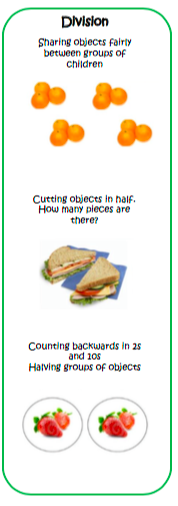 Division
Sharing objects fairly
between groups of
children
Cutting objects in half.
How many pieces are
there?
Counting backwards in 2s
and 10s
Halving groups of objects